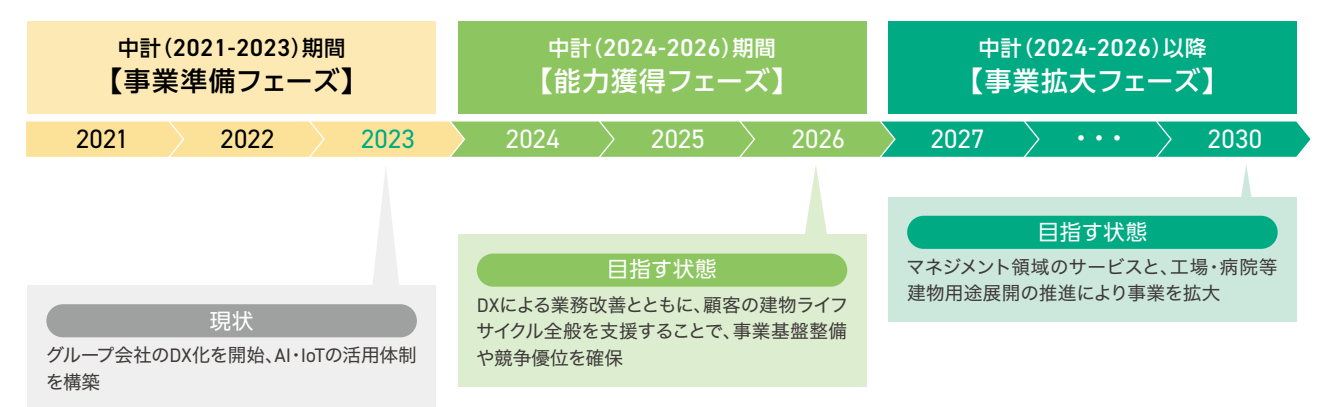 中計(2021-2023)期間
【事業準備フェーズ】
中計(2024-2026)期間
【能力獲得フェーズ】
中計(2024-2026)以降
【事業拡大フェーズ】
2021
2022
2023
2024
2025
2026
2027
・・・
2030
現状
グループ会社のDX化を開始、AI・IoTの活用体制
を構築
目指す状態
DXによる業務改善とともに、顧客の建物ライフ
サイクル全般を支援することで、事業基盤整備
や競争優位を確保
目指す状態
マネジメント領域のサービスと、工場・病院等
建物用途展開の推進により事業を拡大